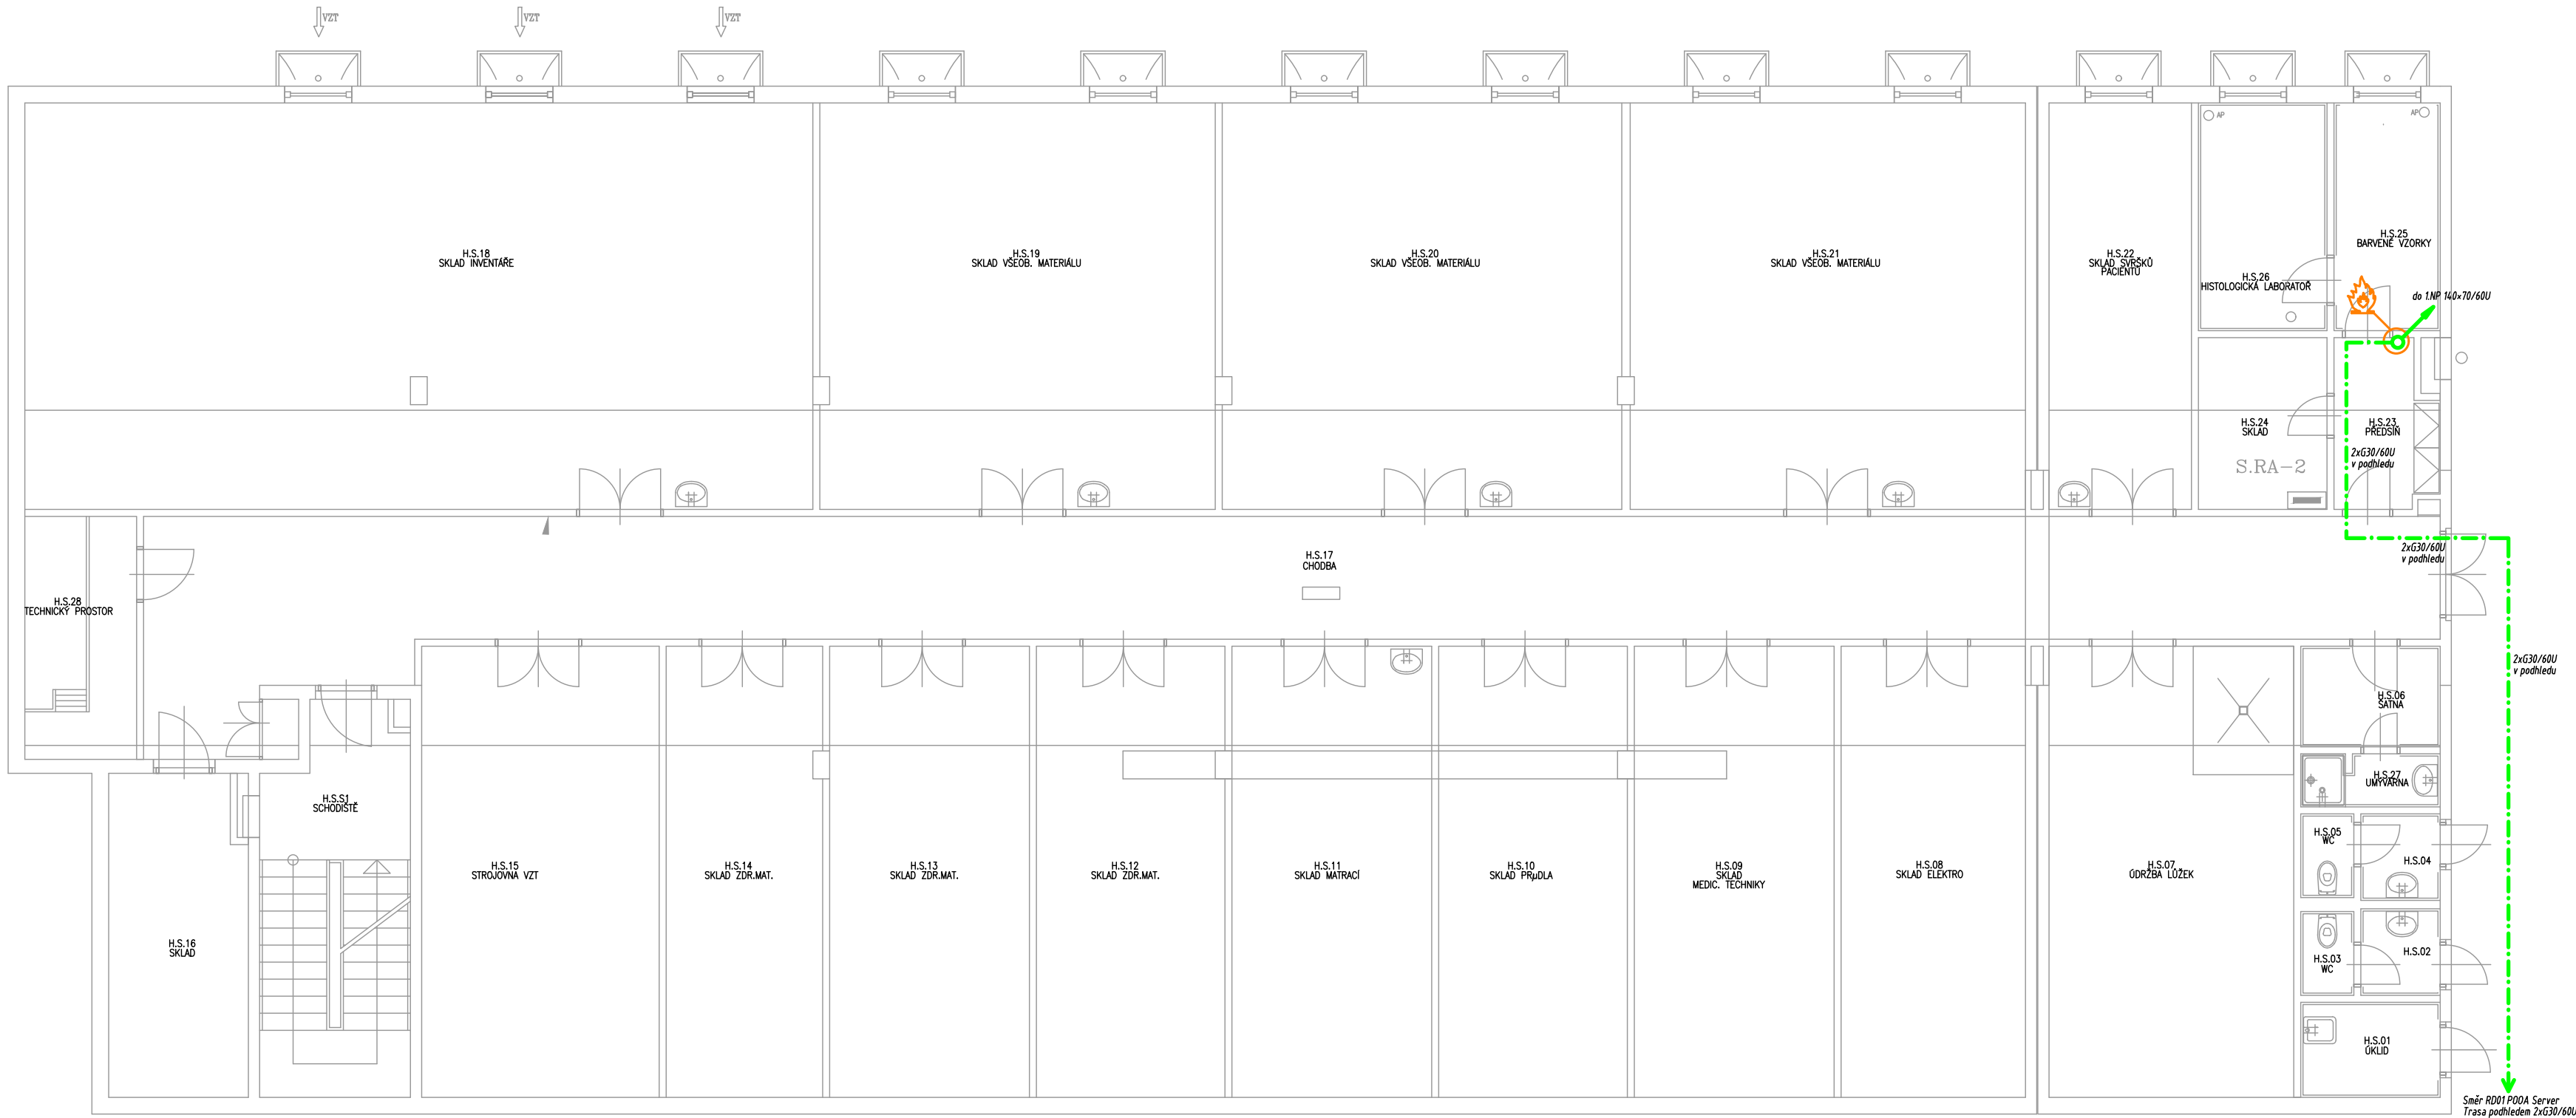 VZT
VZT
VZT
AP
AP
H.S.18
SKLAD INVENTÁŘE
H.S.19
SKLAD VŠEOB. MATERIÁLU
H.S.20
SKLAD VŠEOB. MATERIÁLU
H.S.21
SKLAD VŠEOB. MATERIÁLU
H.S.22
SKLAD SVRŠKŮ
PACIENTŮ
H.S.26
HISTOLOGICKÁ LABORATOŘ
H.S.25
BARVENÉ VZORKY
do 1.NP 140×70/60U
H.S.24
SKLAD
S.RA-2
H.S.23
PŘEDSÍŇ
2xG30/60U
v podhledu
H.S.17
CHODBA
2xG30/60U
v podhledu
H.S.28
TECHNICKÝ PROSTOR
2xG30/60U
v podhledu
H.S.06
ŠATNA
H.S.27
UMÝVÁRNA
H.S.S1
SCHODIŠTĚ
H.S.05
WC
H.S.04
H.S.15
STROJOVNA VZT
H.S.14
SKLAD ZDR.MAT.
H.S.13
SKLAD ZDR.MAT.
H.S.12
SKLAD ZDR.MAT.
H.S.11
SKLAD MATRACÍ
H.S.10
SKLAD PRµDLA
H.S.09
SKLAD
MEDIC. TECHNIKY
H.S.08
SKLAD ELEKTRO
H.S.07
ÚDRŽBA LŮŽEK
H.S.16
SKLAD
H.S.03
WC
H.S.02
H.S.01
ÚKLID
Směr RD01 P00A Server
Trasa podhledem 2xG30/60U